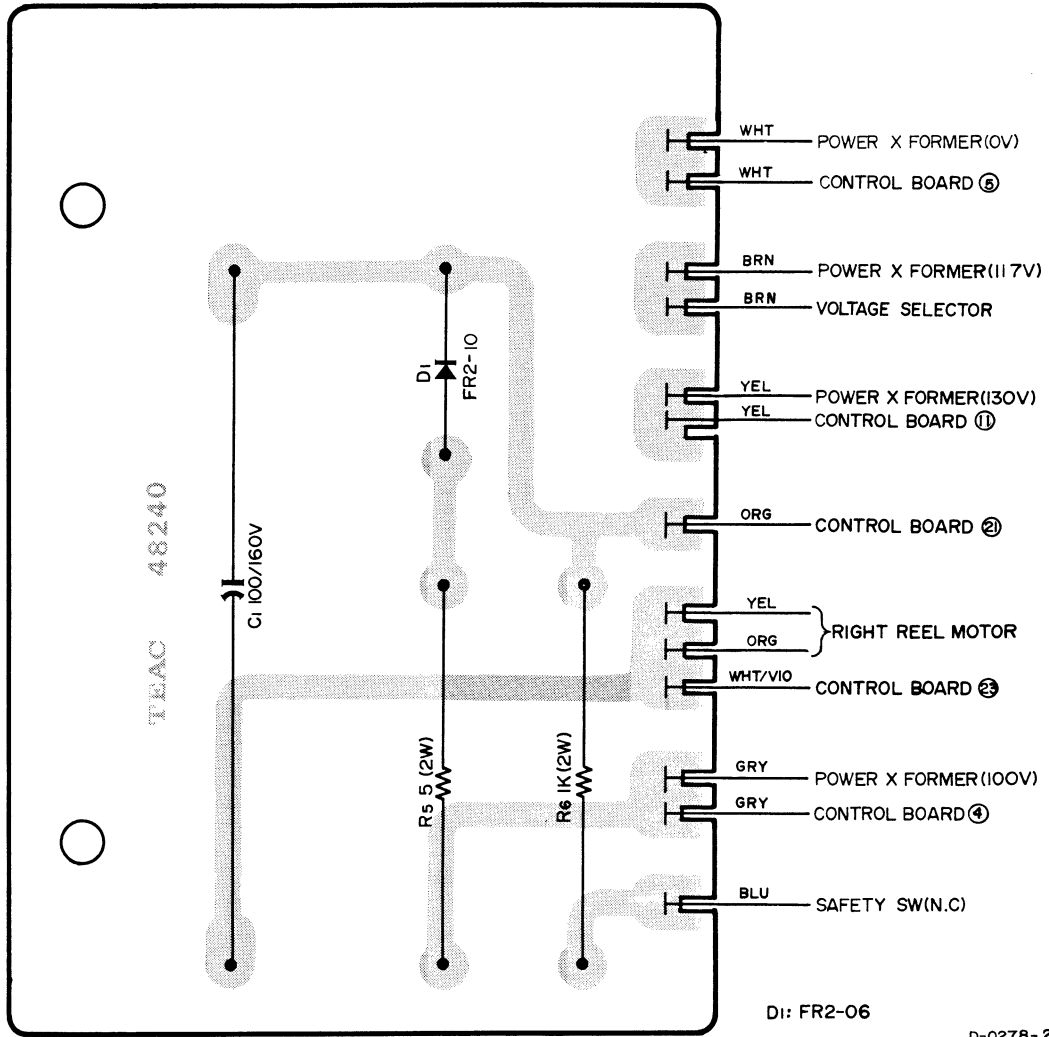 WHT POWER X FORMER(0V)
WHT CONTROL BOARD ⑤
BRN POWER X FORMER(117V)
BRN VOLTAGE SELECTOR
YEL POWER X FORMER(130V)
YEL CONTROL BOARD ⑪
ORG CONTROL BOARD ㉑
YEL
ORG
RIGHT REEL MOTOR
WHT/VIO CONTROL BOARD ㉓
GRY POWER X FORMER(100V)
GRY CONTROL BOARD ④
BLU SAFETY SW(N.C)
TEAC 48240
C1 100/160V
D1
FR2-10
R5 5 (2W)
R6 1K (2W)
D1: FR2-06
D-0278-2